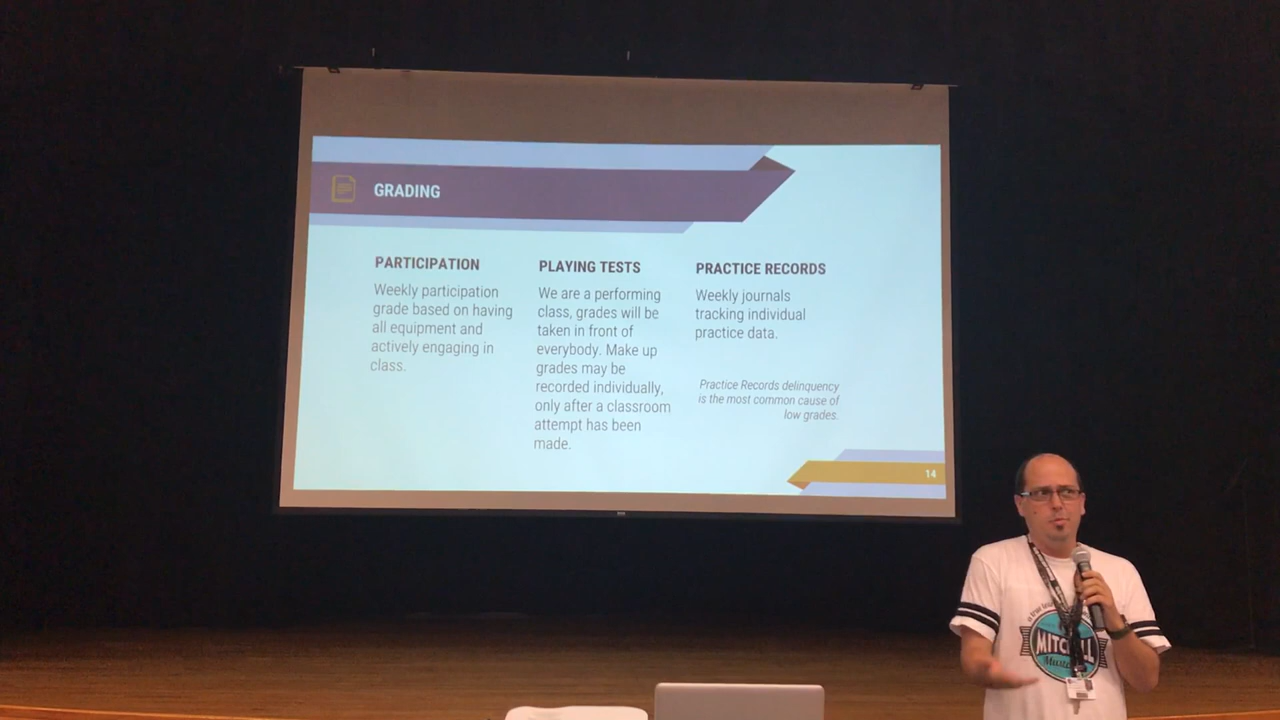 GRADING
PARTICIPATION
Weekly participation
grade based on having
all equipment and
actively engaging in
class.
PLAYING TESTS
We are a performing
class, grades will be
taken in front of
everybody. Make up
grades may be
recorded individually,
only after a classroom
attempt has been
made.
PRACTICE RECORDS
Weekly journals
tracking individual
practice data.
Practice Records delinquency
is the most common cause of
low grades.
14